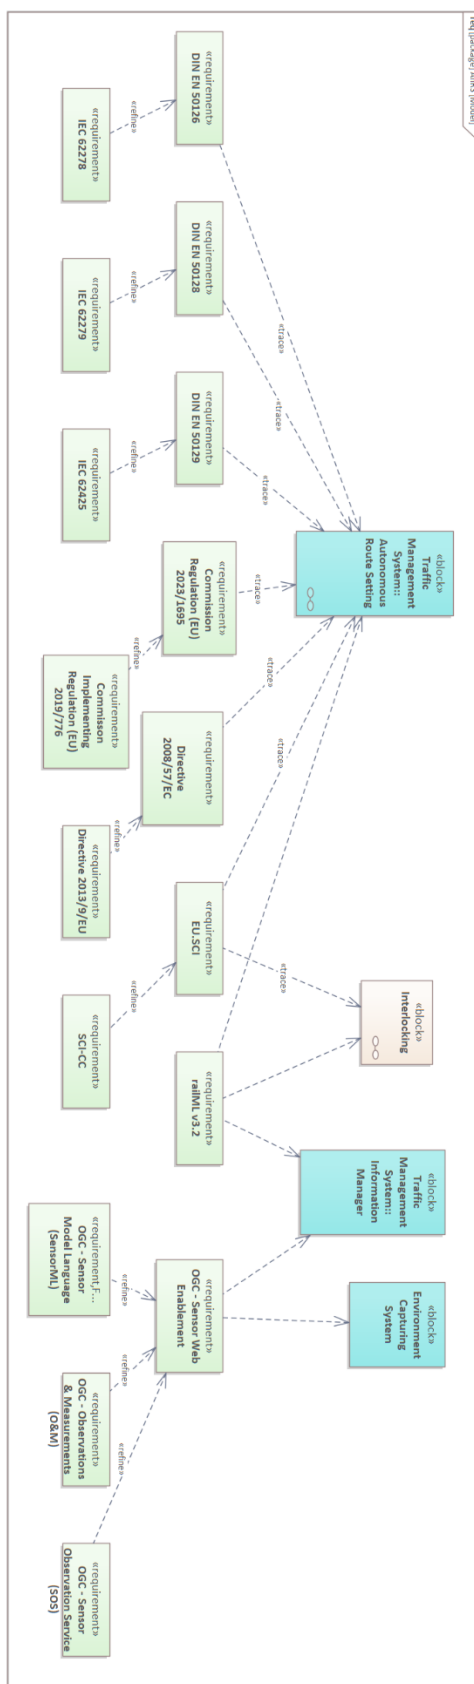 «block»
Traffic
Management
System::
Autonomous
Route Setting
«block»
Interlocking
«block»
Traffic
Management
System::
Information
Manager
«block»
Environment
Capturing
System
«trace»
«trace»
«trace»
«trace»
«trace»
«trace»
«trace»
«requirement»
DIN EN 50126
«requirement»
DIN EN 50128
«requirement»
DIN EN 50129
«requirement»
Commission
Regulation (EU)
2023/1695
«requirement»
Directive
2008/57/EC
«requirement»
EU.SCI
«requirement»
railML v3.2
«requirement»
OGC - Sensor Web
Enablement
«refine»
«refine»
«refine»
«refine»
«refine»
«refine»
«refine»
«refine»
«refine»
«requirement»
IEC 62278
«requirement»
IEC 62279
«requirement»
IEC 62425
«requirement»
Commisson
Implementing
Regulation (EU)
2019/776
«requirement»
Directive 2013/9/EU
«requirement»
SCI-CC
«requirement,F...
OGC - Sensor
Model Language
(SensorML)
«requirement»
OGC - Observations
& Measurements
(O&M)
«requirement»
OGC - Sensor
Observation Service
(SOS)